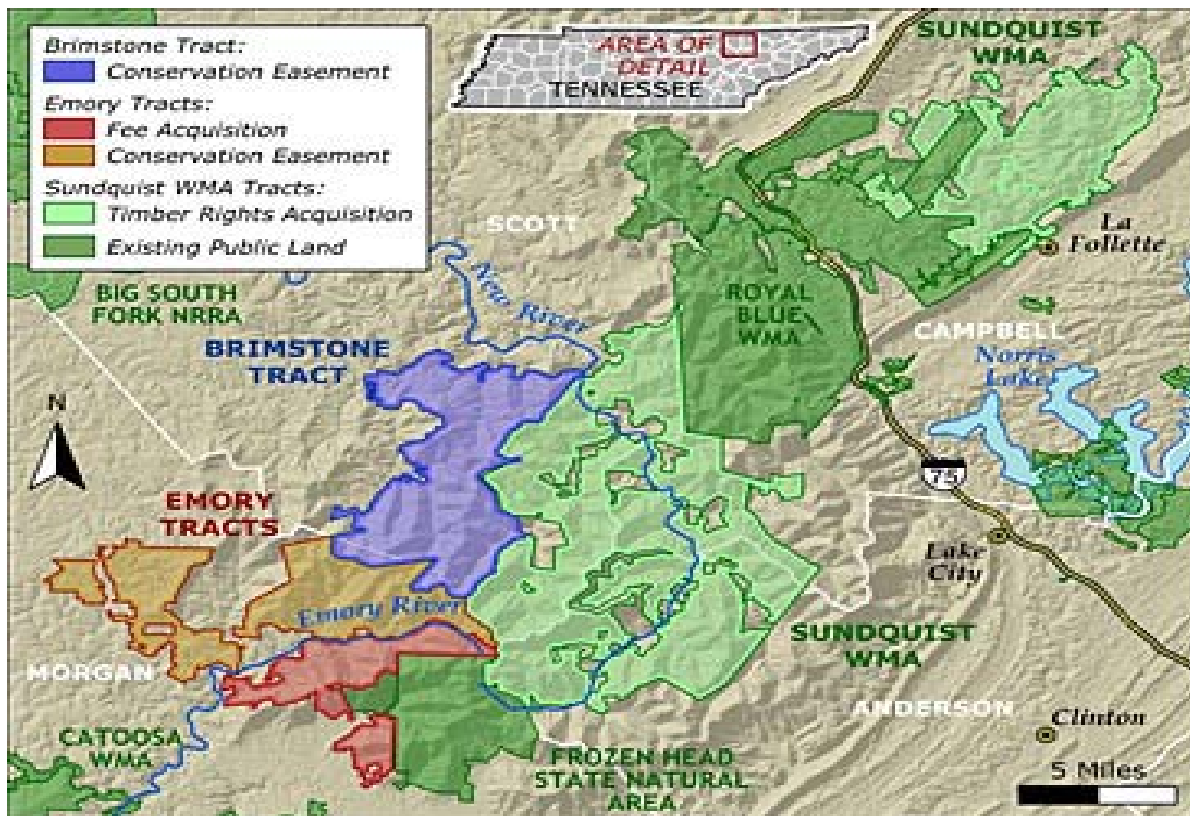 Brimstone Tract:
Conservation Easement
Emory Tracts:
Fee Acquisition
Conservation Easement
Sundquist WMA Tracts:
Timber Rights Acquisition
Existing Public Land
AREA OF
DETAIL
TENNESSEE
SUNDQUIST
WMA
SCOTT
La
Follette
New River
BIG SOUTH
FORK NRRA
ROYAL
BLUE
WMA
BRIMSTONE
TRACT
CAMPBELL
Norris
Lake
N
75
EMORY
TRACTS
Lake
City
Emory River
SUNDQUIST
WMA
MORGAN
ANDERSON
Clinton
CATOOSA
WMA
FROZEN HEAD
STATE NATURAL
AREA
5 Miles